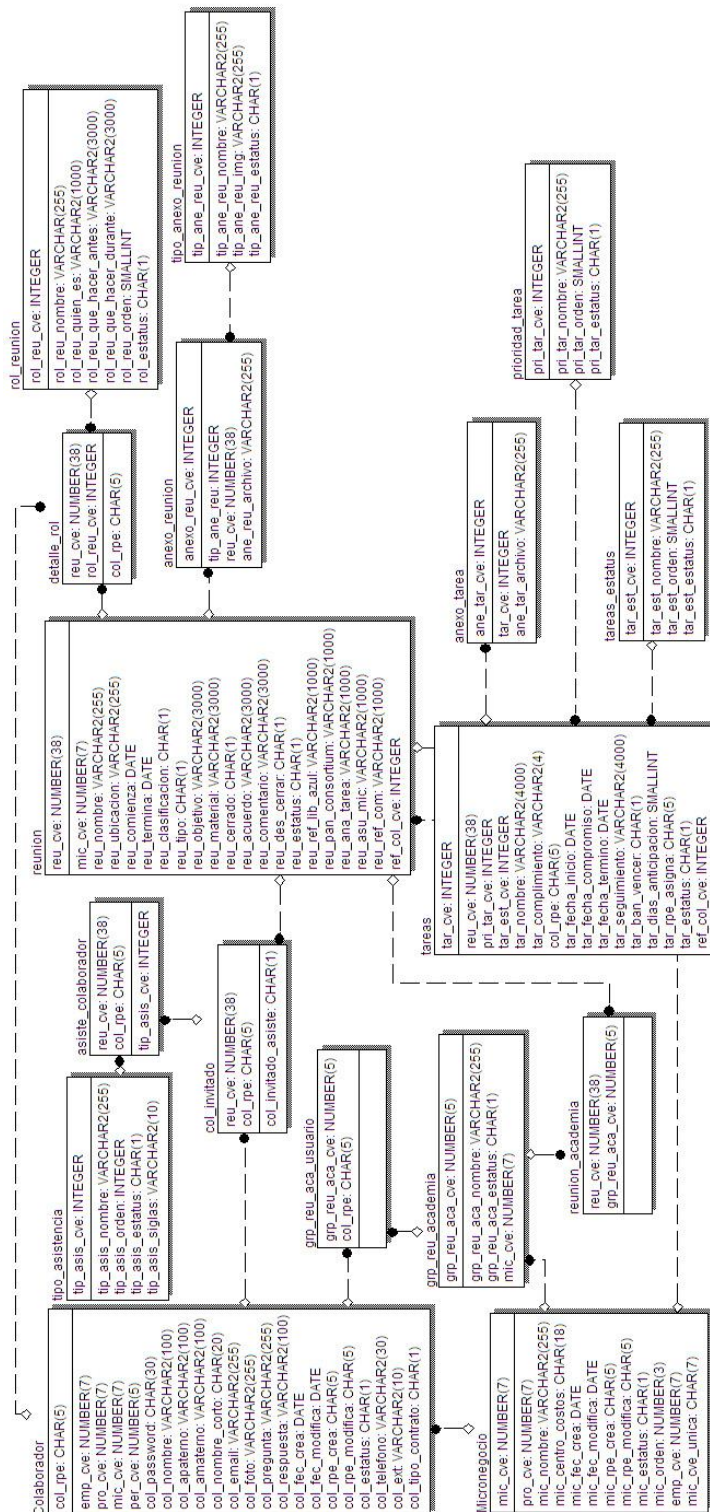 Colaborador
col_rpe: CHAR(5)
emp_cve: NUMBER(7)
pro_cve: NUMBER(7)
mic_cve: NUMBER(7)
per_cve: NUMBER(5)
col_password: CHAR(30)
col_nombre: VARCHAR2(100)
col_apaterno: VARCHAR2(100)
col_amaterno: VARCHAR2(100)
col_nombre_corto: CHAR(20)
col_email: VARCHAR2(255)
col_foto: VARCHAR2(255)
col_pregunta: VARCHAR2(255)
col_respuesta: VARCHAR2(100)
col_fec_crea: DATE
col_fec_modifica: DATE
col_rpe_crea: CHAR(5)
col_rpe_modifica: CHAR(5)
col_estatus: CHAR(1)
col_telefono: VARCHAR2(30)
col_ext: VARCHAR2(10)
col_tipo_contrato: CHAR(1)
Micronegocio
mic_cve: NUMBER(7)
pro_cve: NUMBER(7)
mic_nombre: VARCHAR2(255)
mic_centro_costos: CHAR(18)
mic_fec_crea: DATE
mic_fec_modifica: DATE
mic_rpe_crea: CHAR(5)
mic_rpe_modifica: CHAR(5)
mic_estatus: CHAR(1)
mic_orden: NUMBER(3)
emp_cve: NUMBER(7)
mic_cve_unica: CHAR(7)
tipo_asistencia
tip_asis_cve: INTEGER
tip_asis_nombre: VARCHAR2(255)
tip_asis_orden: INTEGER
tip_asis_estatus: CHAR(1)
tip_asis_siglas: VARCHAR2(10)
asiste_colaborador
reu_cve: NUMBER(38)
col_rpe: CHAR(5)
tip_asis_cve: INTEGER
col_invitado
reu_cve: NUMBER(38)
col_rpe: CHAR(5)
col_invitado_asiste: CHAR(1)
grp_reu_aca_usuario
grp_reu_aca_cve: NUMBER(5)
col_rpe: CHAR(5)
grp_reu_academia
grp_reu_aca_cve: NUMBER(5)
grp_reu_aca_nombre: VARCHAR2(255)
grp_reu_aca_estatus: CHAR(1)
mic_cve: NUMBER(7)
reunion_academia
reu_cve: NUMBER(38)
grp_reu_aca_cve: NUMBER(5)
reunion
reu_cve: NUMBER(38)
mic_cve: NUMBER(7)
reu_nombre: VARCHAR2(255)
reu_ubicacion: VARCHAR2(255)
reu_comienza: DATE
reu_termina: DATE
reu_clasificacion: CHAR(1)
reu_tipo: CHAR(1)
reu_objetivo: VARCHAR2(3000)
reu_material: VARCHAR2(3000)
reu_cerrado: CHAR(1)
reu_acuerdo: VARCHAR2(3000)
reu_comentario: VARCHAR2(3000)
reu_des_cerrar: CHAR(1)
reu_estatus: CHAR(1)
reu_ref_lib_azul: VARCHAR2(1000)
reu_pan_consortium: VARCHAR2(1000)
reu_ana_tarea: VARCHAR2(1000)
reu_asu_mic: VARCHAR2(1000)
reu_ref_com: VARCHAR2(1000)
ref_col_cve: INTEGER
tareas
tar_cve: INTEGER
reu_cve: NUMBER(38)
pri_tar_cve: INTEGER
tar_est_cve: INTEGER
tar_nombre: VARCHAR2(4000)
tar_complimiento: VARCHAR2(4)
col_rpe: CHAR(5)
tar_fecha_inicio: DATE
tar_fecha_compromiso: DATE
tar_fecha_termino: DATE
tar_seguimiento: VARCHAR2(4000)
tar_ban_vencer: CHAR(1)
tar_dias_anticipacion: SMALLINT
tar_rpe_asigna: CHAR(5)
tar_estatus: CHAR(1)
ref_col_cve: INTEGER
detalle_rol
reu_cve: NUMBER(38)
rol_reu_cve: INTEGER
col_rpe: CHAR(5)
rol_reunion
rol_reu_cve: INTEGER
rol_reu_nombre: VARCHAR(255)
rol_reu_quien_es: VARCHAR2(1000)
rol_reu_que_hacer_antes: VARCHAR2(3000)
rol_reu_que_hacer_durante: VARCHAR2(3000)
rol_reu_orden: SMALLINT
rol_estatus: CHAR(1)
anexo_reunion
anexo_reu_cve: INTEGER
tip_ane_reu: INTEGER
reu_cve: NUMBER(38)
ane_reu_archivo: VARCHAR2(255)
tipo_anexo_reunion
tip_ane_reu_cve: INTEGER
tip_ane_reu_nombre: VARCHAR2(255)
tip_ane_reu_img: VARCHAR2(255)
tip_ane_reu_estatus: CHAR(1)
anexo_tarea
ane_tar_cve: INTEGER
tar_cve: INTEGER
ane_tar_archivo: VARCHAR2(255)
prioridad_tarea
pri_tar_cve: INTEGER
pri_tar_nombre: VARCHAR2(255)
pri_tar_orden: SMALLINT
pri_tar_estatus: CHAR(1)
tareas_estatus
tar_est_cve: INTEGER
tar_est_nombre: VARCHAR2(255)
tar_est_orden: SMALLINT
tar_est_estatus: CHAR(1)